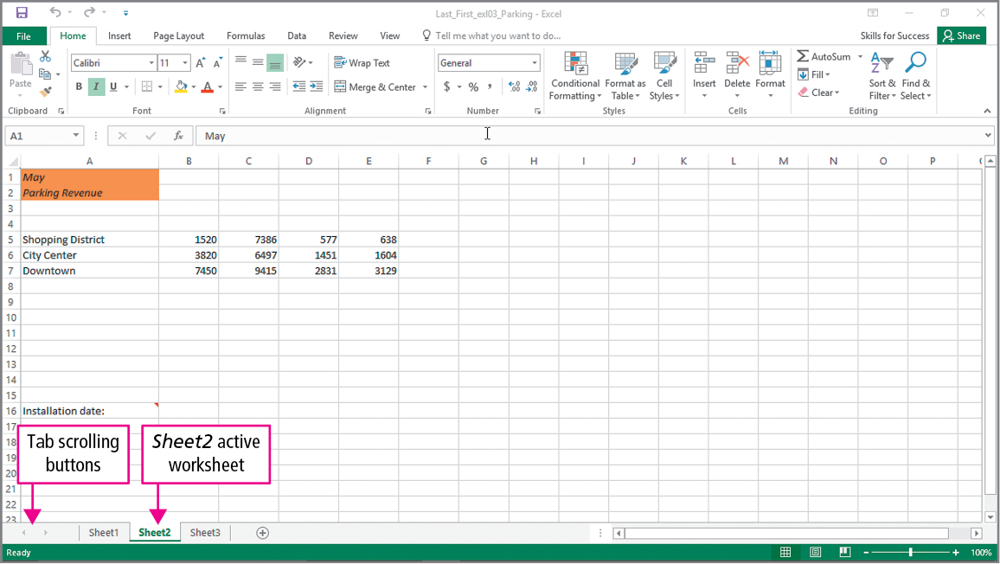 Last_First_exl03_Parking - Excel
File Home Insert Page Layout Formulas Data Review View Tell me what you want to do... Skills for Success Share
Calibri 11 Wrap Text General AutoSum
Paste B I U Merge & Center $ % , Conditional Formatting Format as Table Cell Styles Insert Delete Format Fill Clear Sort & Filter Find & Select
Clipboard Font Alignment Number Styles Cells Editing
A1 fx May
A B C D E F G H I J K L M N O P
1 May
2 Parking Revenue
3
4
5 Shopping District 1520 7386 577 638
6 City Center 3820 6497 1451 1604
7 Downtown 7450 9415 2831 3129
8
9
10
11
12
13
14
15
16 Installation date:
17
18
19
20
21
22
23
Tab scrolling
buttons
Sheet2 active
worksheet
Sheet1 Sheet2 Sheet3
Ready 100%